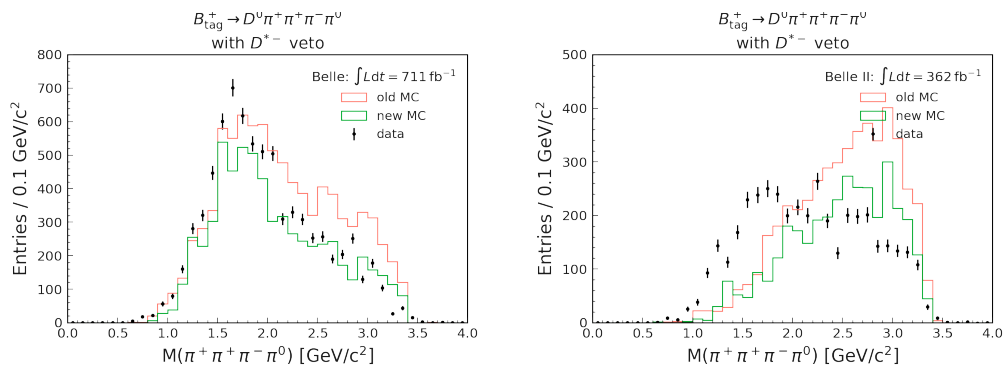 B⁺tag → D⁰π⁺π⁺π⁻π⁰
with D*⁻ veto
Belle: ∫Ldt = 711 fb⁻¹
old MC
new MC
data
Entries / 0.1 GeV/c²
800
700
600
500
400
300
200
100
0
0.0 0.5 1.0 1.5 2.0 2.5 3.0 3.5 4.0
M(π⁺π⁺π⁻π⁰) [GeV/c²]
B⁺tag → D⁰π⁺π⁺π⁻π⁰
with D*⁻ veto
Belle II: ∫Ldt = 362 fb⁻¹
old MC
new MC
data
Entries / 0.1 GeV/c²
500
400
300
200
100
0
0.0 0.5 1.0 1.5 2.0 2.5 3.0 3.5 4.0
M(π⁺π⁺π⁻π⁰) [GeV/c²]